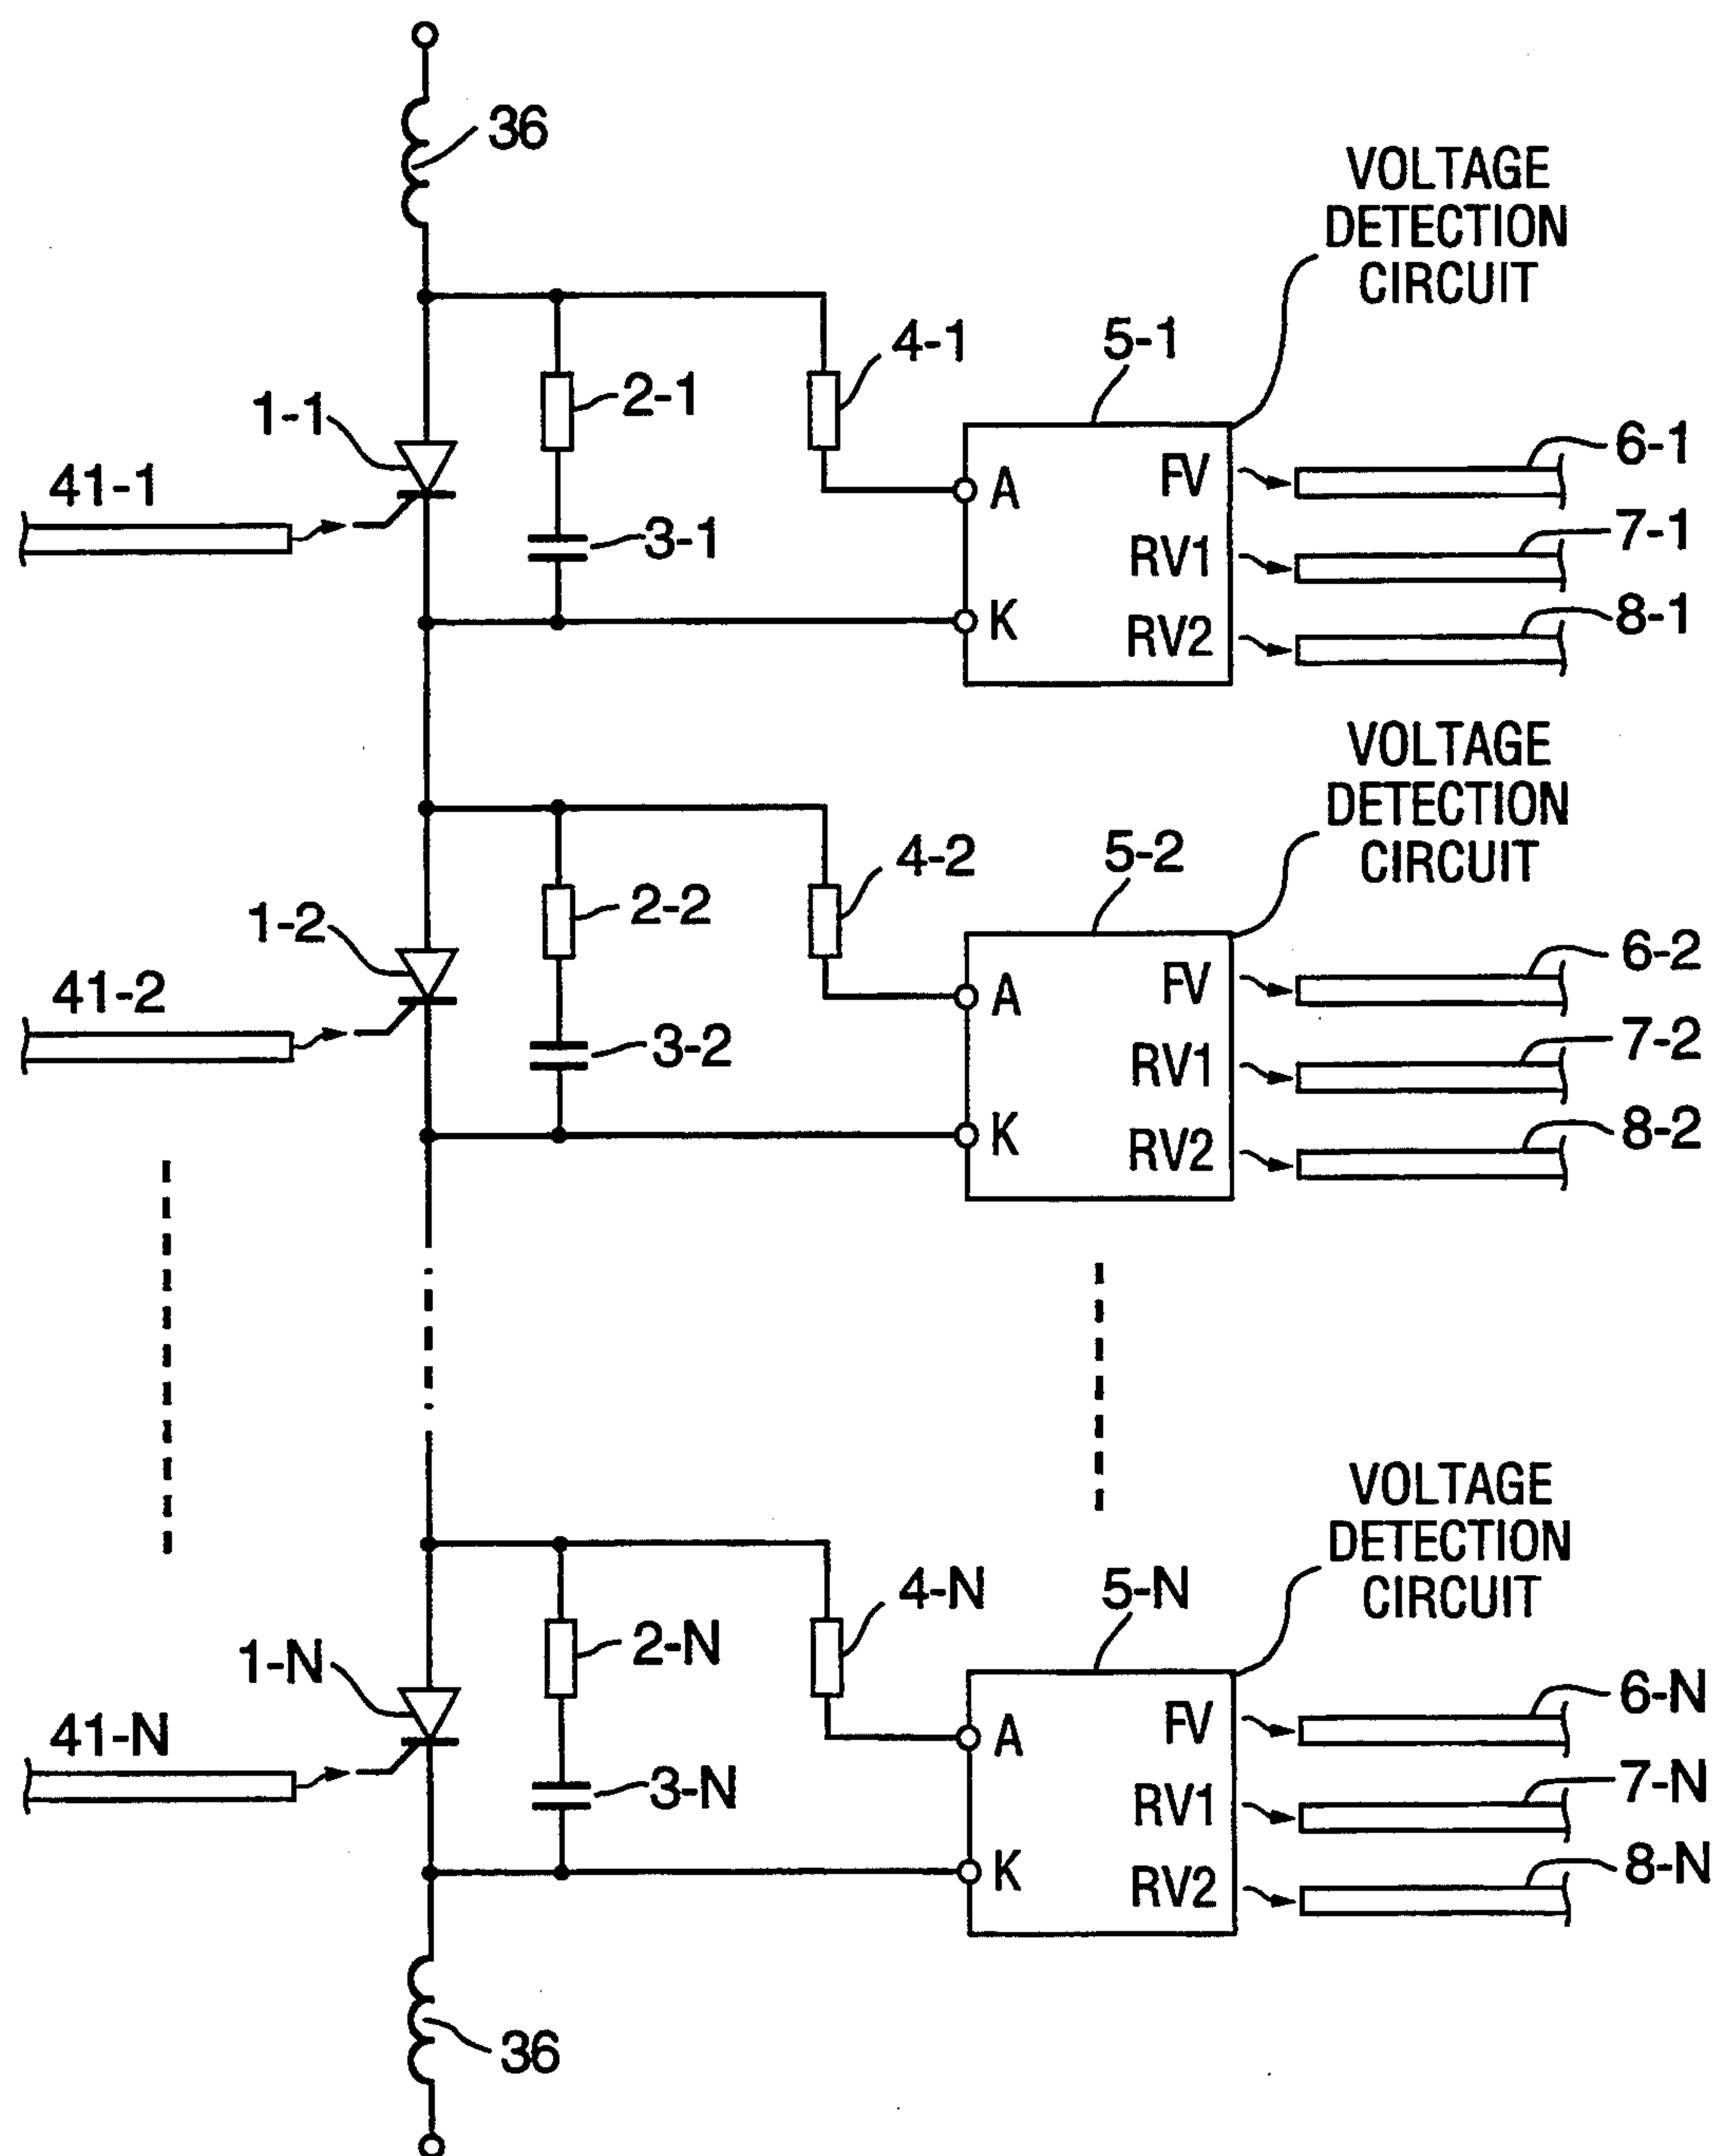 36
VOLTAGE
DETECTION
CIRCUIT
4-1
5-1
2-1
1-1
41-1
3-1
A
K
FV
RV1
RV2
6-1
7-1
8-1
VOLTAGE
DETECTION
CIRCUIT
4-2
5-2
2-2
1-2
41-2
3-2
A
K
FV
RV1
RV2
6-2
7-2
8-2
VOLTAGE
DETECTION
CIRCUIT
4-N
5-N
2-N
1-N
41-N
3-N
A
K
FV
RV1
RV2
6-N
7-N
8-N
36